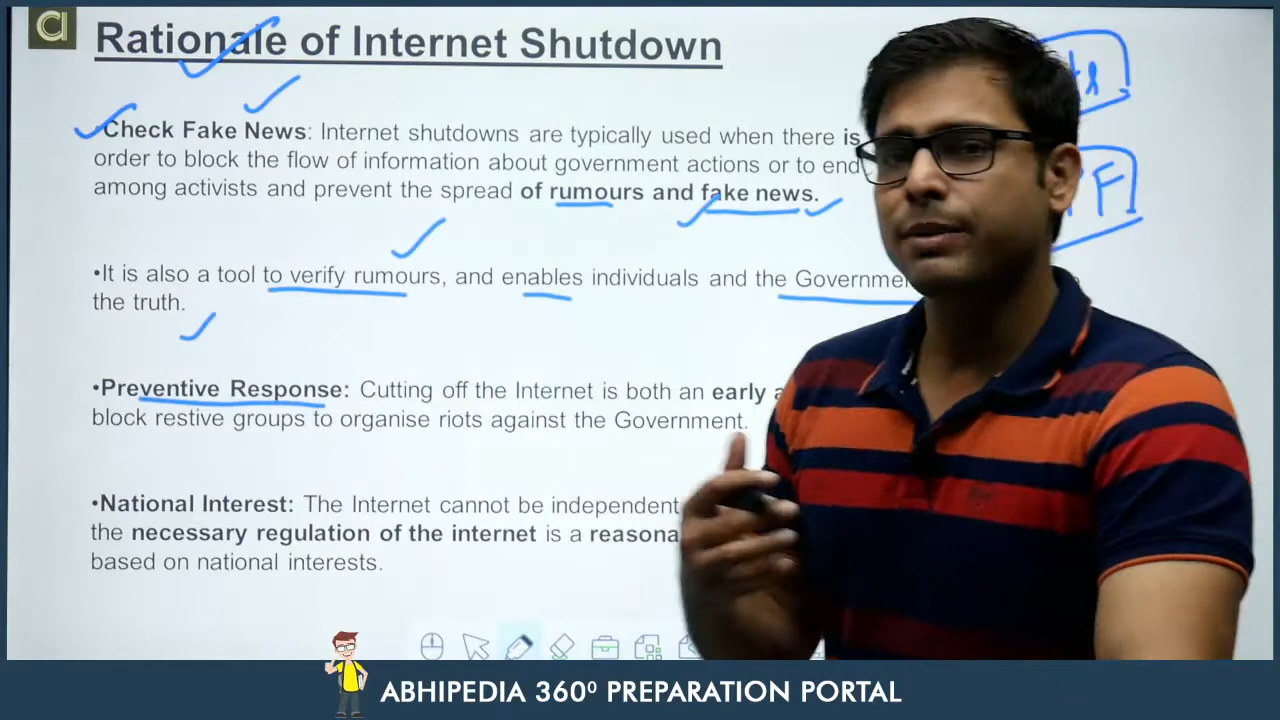 Rationale of Internet Shutdown
•Check Fake News: Internet shutdowns are typically used when there is
order to block the flow of information about government actions or to end
among activists and prevent the spread of rumours and fake news.
F
•It is also a tool to verify rumours, and enables individuals and the
the truth.
•Preventive Response: Cutting off the Internet is both an early
block restive groups to organise riots against the Government.
•National Interest: The Internet cannot be independent
the necessary regulation of the internet is a
based on national interests.
ABHIPEDIA 360⁰ PREPARATION PORTAL